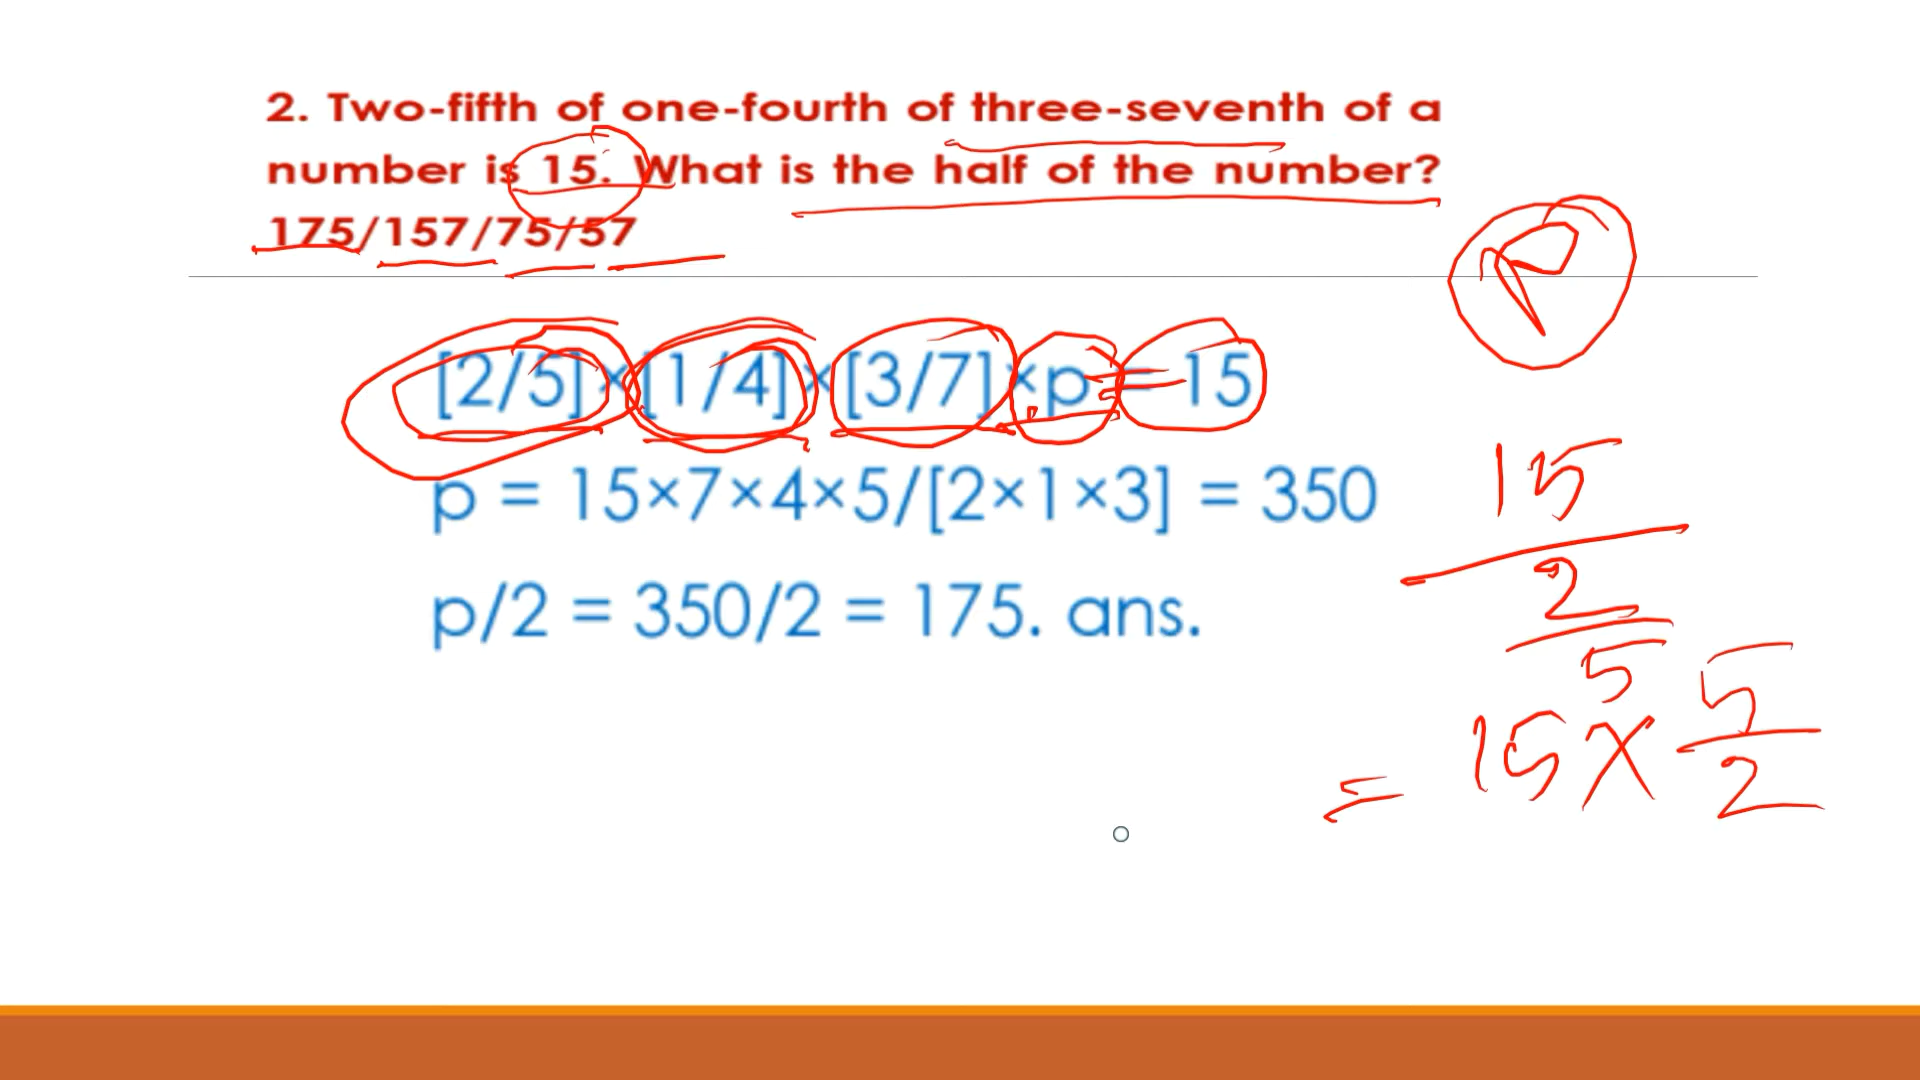 2. Two-fifth of one-fourth of three-seventh of a
number is 15. What is the half of the number?
175/157/75/57
P
[2/5]×[1/4]×[3/7]×p = 15
p = 15×7×4×5/[2×1×3] = 350
p/2 = 350/2 = 175. ans.
15
2
5
= 15 X 5
2